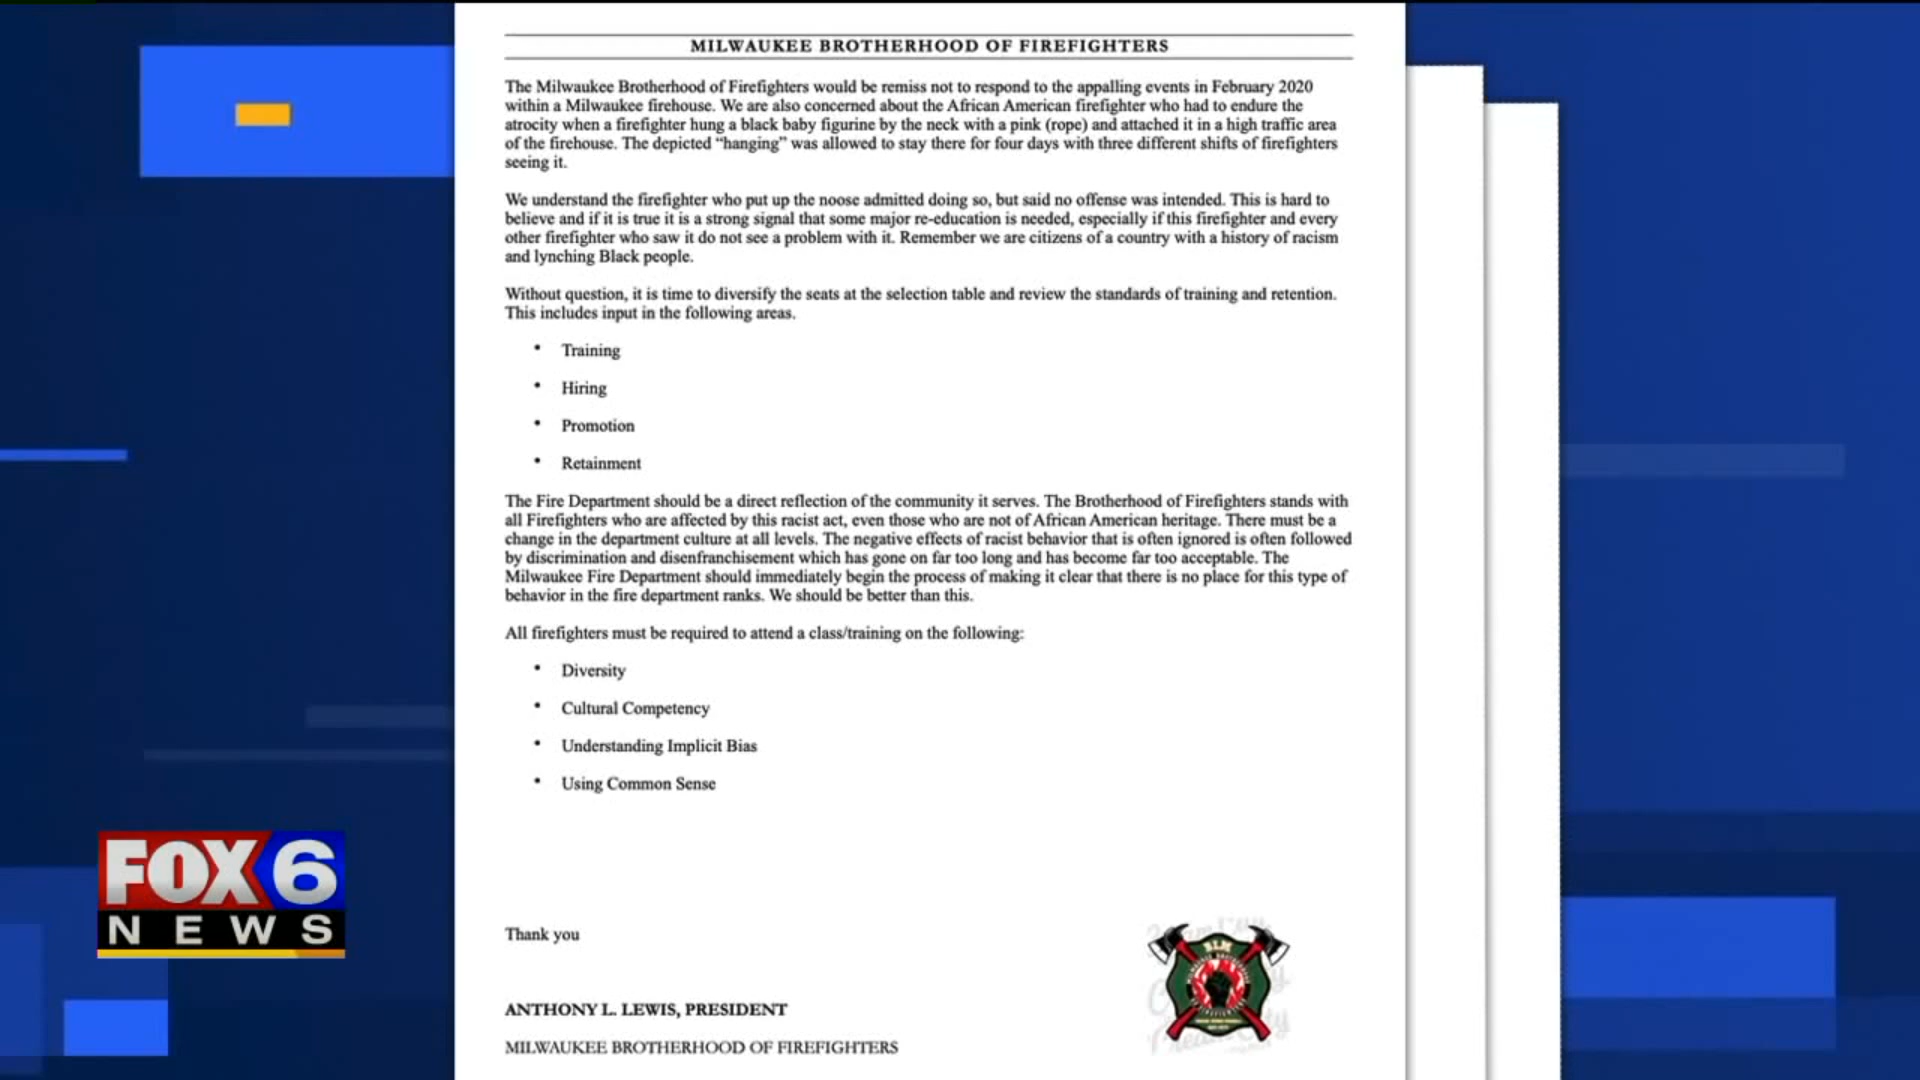 MILWAUKEE BROTHERHOOD OF FIREFIGHTERS
The Milwaukee Brotherhood of Firefighters would be remiss not to respond to the appalling events in February 2020
within a Milwaukee firehouse. We are also concerned about the African American firefighter who had to endure the
atrocity when a firefighter hung a black baby figurine by the neck with a pink (rope) and attached it in a high traffic area
of the firehouse. The depicted “hanging” was allowed to stay there for four days with three different shifts of firefighters
seeing it.
We understand the firefighter who put up the noose admitted doing so, but said no offense was intended. This is hard to
believe and if it is true it is a strong signal that some major re-education is needed, especially if this firefighter and every
other firefighter who saw it do not see a problem with it. Remember we are citizens of a country with a history of racism
and lynching Black people.
Without question, it is time to diversify the seats at the selection table and review the standards of training and retention.
This includes input in the following areas.
• Training
• Hiring
• Promotion
• Retainment
The Fire Department should be a direct reflection of the community it serves. The Brotherhood of Firefighters stands with
all Firefighters who are affected by this racist act, even those who are not of African American heritage. There must be a
change in the department culture at all levels. The negative effects of racist behavior that is often ignored is often followed
by discrimination and disenfranchisement which has gone on far too long and has become far too acceptable. The
Milwaukee Fire Department should immediately begin the process of making it clear that there is no place for this type of
behavior in the fire department ranks. We should be better than this.
All firefighters must be required to attend a class/training on the following:
• Diversity
• Cultural Competency
• Understanding Implicit Bias
• Using Common Sense
FOX 6
NEWS
Thank you
ANTHONY L. LEWIS, PRESIDENT
MILWAUKEE BROTHERHOOD OF FIREFIGHTERS